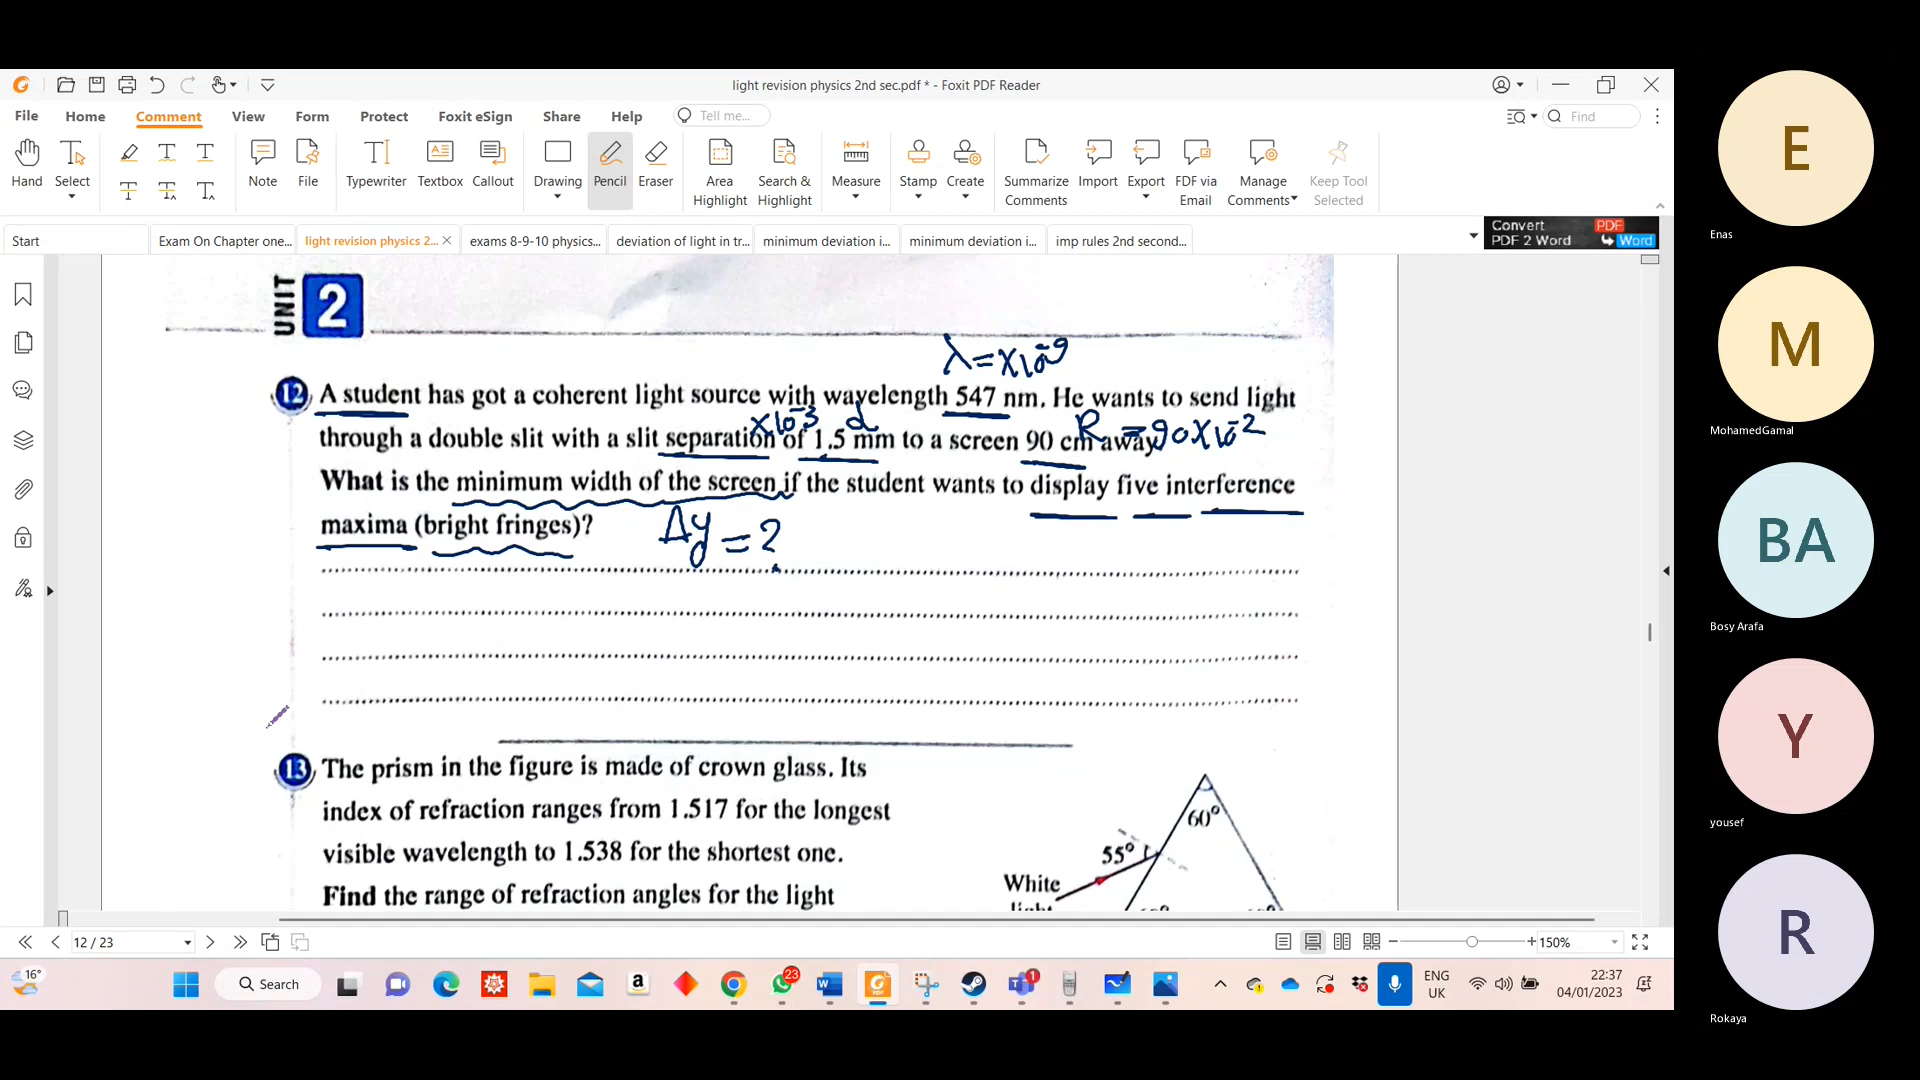 light revision physics 2nd sec.pdf * - Foxit PDF Reader
File Home Comment View Form Protect Foxit eSign Share Help Tell me... Find
Hand Select Note File Typewriter Textbox Callout Drawing Pencil Eraser Area Highlight Search & Highlight Measure Stamp Create Summarize Comments Import Export FDF via Email Manage Comments Keep Tool Selected
Start Exam On Chapter one... light revision physics 2... exams 8-9-10 physics... deviation of light in tr... minimum deviation i... minimum deviation i... imp rules 2nd second...
Convert PDF
PDF 2 Word Word
UNIT 2
λ=X10⁻⁹
12 A student has got a coherent light source with wavelength 547 nm. He wants to send light
X10⁻³ d R =90X10⁻²
through a double slit with a slit separation of 1.5 mm to a screen 90 cm away.
What is the minimum width of the screen if the student wants to display five interference
maxima (bright fringes)? Δy = ?
13 The prism in the figure is made of crown glass. Its
index of refraction ranges from 1.517 for the longest
visible wavelength to 1.538 for the shortest one.
Find the range of refraction angles for the light
60°
55°
White
light
12 / 23
150%
16°
Search
23
1
ENG
UK
22:37
04/01/2023
E
Enas
M
MohamedGamal
BA
Bosy Arafa
Y
yousef
R
Rokaya